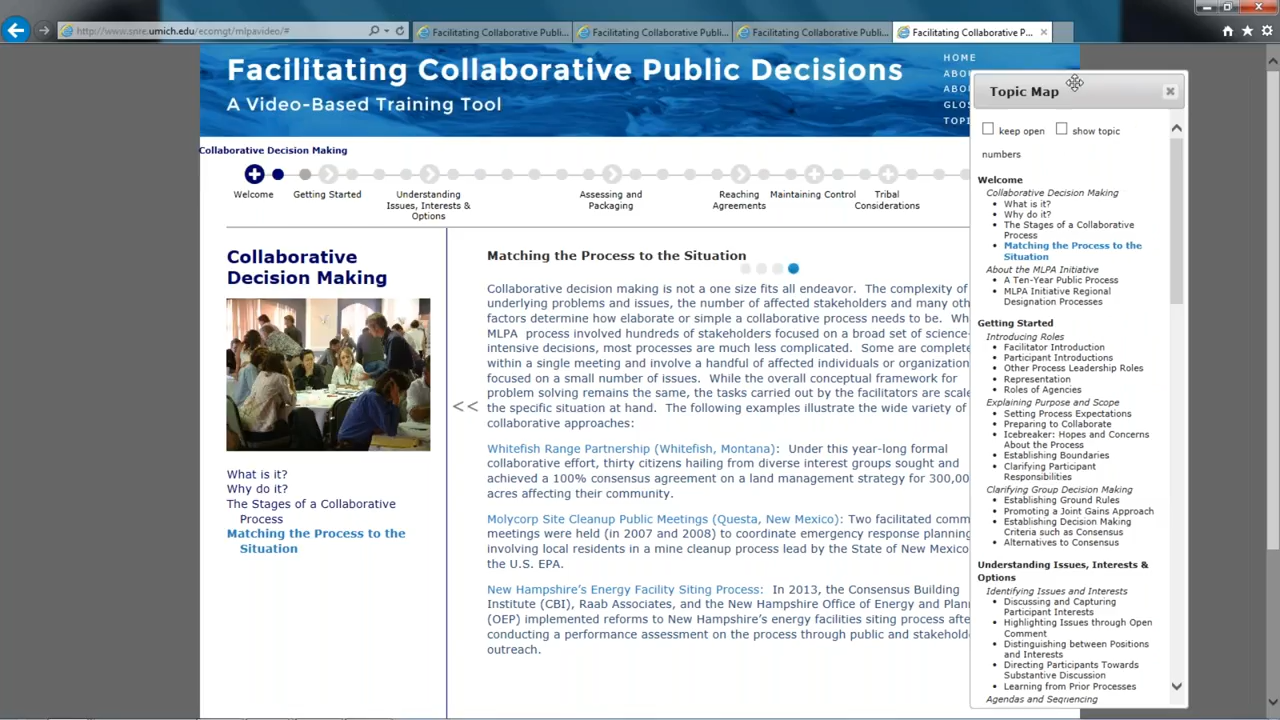 http://www.snre.umich.edu/ecomgt/mlpavideo/#
Facilitating Collaborative Publi...
Facilitating Collaborative Publi...
Facilitating Collaborative Publi...
Facilitating Collaborative P...
Facilitating Collaborative Public Decisions
A Video-Based Training Tool
HOME
ABO
ABO
GLO
TOPI
Collaborative Decision Making
Welcome
Getting Started
Understanding
Issues, Interests &
Options
Assessing and
Packaging
Reaching
Agreements
Maintaining Control
Tribal
Considerations
Collaborative
Decision Making
What is it?
Why do it?
The Stages of a Collaborative
Process
Matching the Process to the
Situation
<<
Matching the Process to the Situation
Collaborative decision making is not a one size fits all endeavor. The complexity of
underlying problems and issues, the number of affected stakeholders and many oth
factors determine how elaborate or simple a collaborative process needs to be. Wh
MLPA process involved hundreds of stakeholders focused on a broad set of science-
intensive decisions, most processes are much less complicated. Some are complete
within a single meeting and involve a handful of affected individuals or organization
focused on a small number of issues. While the overall conceptual framework for
problem solving remains the same, the tasks carried out by the facilitators are scale
the specific situation at hand. The following examples illustrate the wide variety of
collaborative approaches:
Whitefish Range Partnership (Whitefish, Montana): Under this year-long formal
collaborative effort, thirty citizens hailing from diverse interest groups sought and
achieved a 100% consensus agreement on a land management strategy for 300,00
acres affecting their community.
Molycorp Site Cleanup Public Meetings (Questa, New Mexico): Two facilitated comm
meetings were held (in 2007 and 2008) to coordinate emergency response planning
involving local residents in a mine cleanup process lead by the State of New Mexico
the U.S. EPA.
New Hampshire's Energy Facility Siting Process: In 2013, the Consensus Building
Institute (CBI), Raab Associates, and the New Hampshire Office of Energy and Plan
(OEP) implemented reforms to New Hampshire's energy facilities siting process afte
conducting a performance assessment on the process through public and stakehold
outreach.
Topic Map
keep open show topic
numbers
Welcome
Collaborative Decision Making
What is it?
Why do it?
The Stages of a Collaborative
Process
Matching the Process to the
Situation
About the MLPA Initiative
A Ten-Year Public Process
MLPA Initiative Regional
Designation Processes
Getting Started
Introducing Roles
Facilitator Introduction
Participant Introductions
Other Process Leadership Roles
Representation
Roles of Agencies
Explaining Purpose and Scope
Setting Process Expectations
Preparing to Collaborate
Icebreaker: Hopes and Concerns
About the Process
Establishing Boundaries
Clarifying Participant
Responsibilities
Clarifying Group Decision Making
Establishing Ground Rules
Promoting a Joint Gains Approach
Establishing Decision Making
Criteria such as Consensus
Alternatives to Consensus
Understanding Issues, Interests &
Options
Identifying Issues and Interests
Discussing and Capturing
Participant Interests
Highlighting Issues through Open
Comment
Distinguishing between Positions
and Interests
Directing Participants Towards
Substantive Discussion
Learning from Prior Processes
Agendas and Sequencing